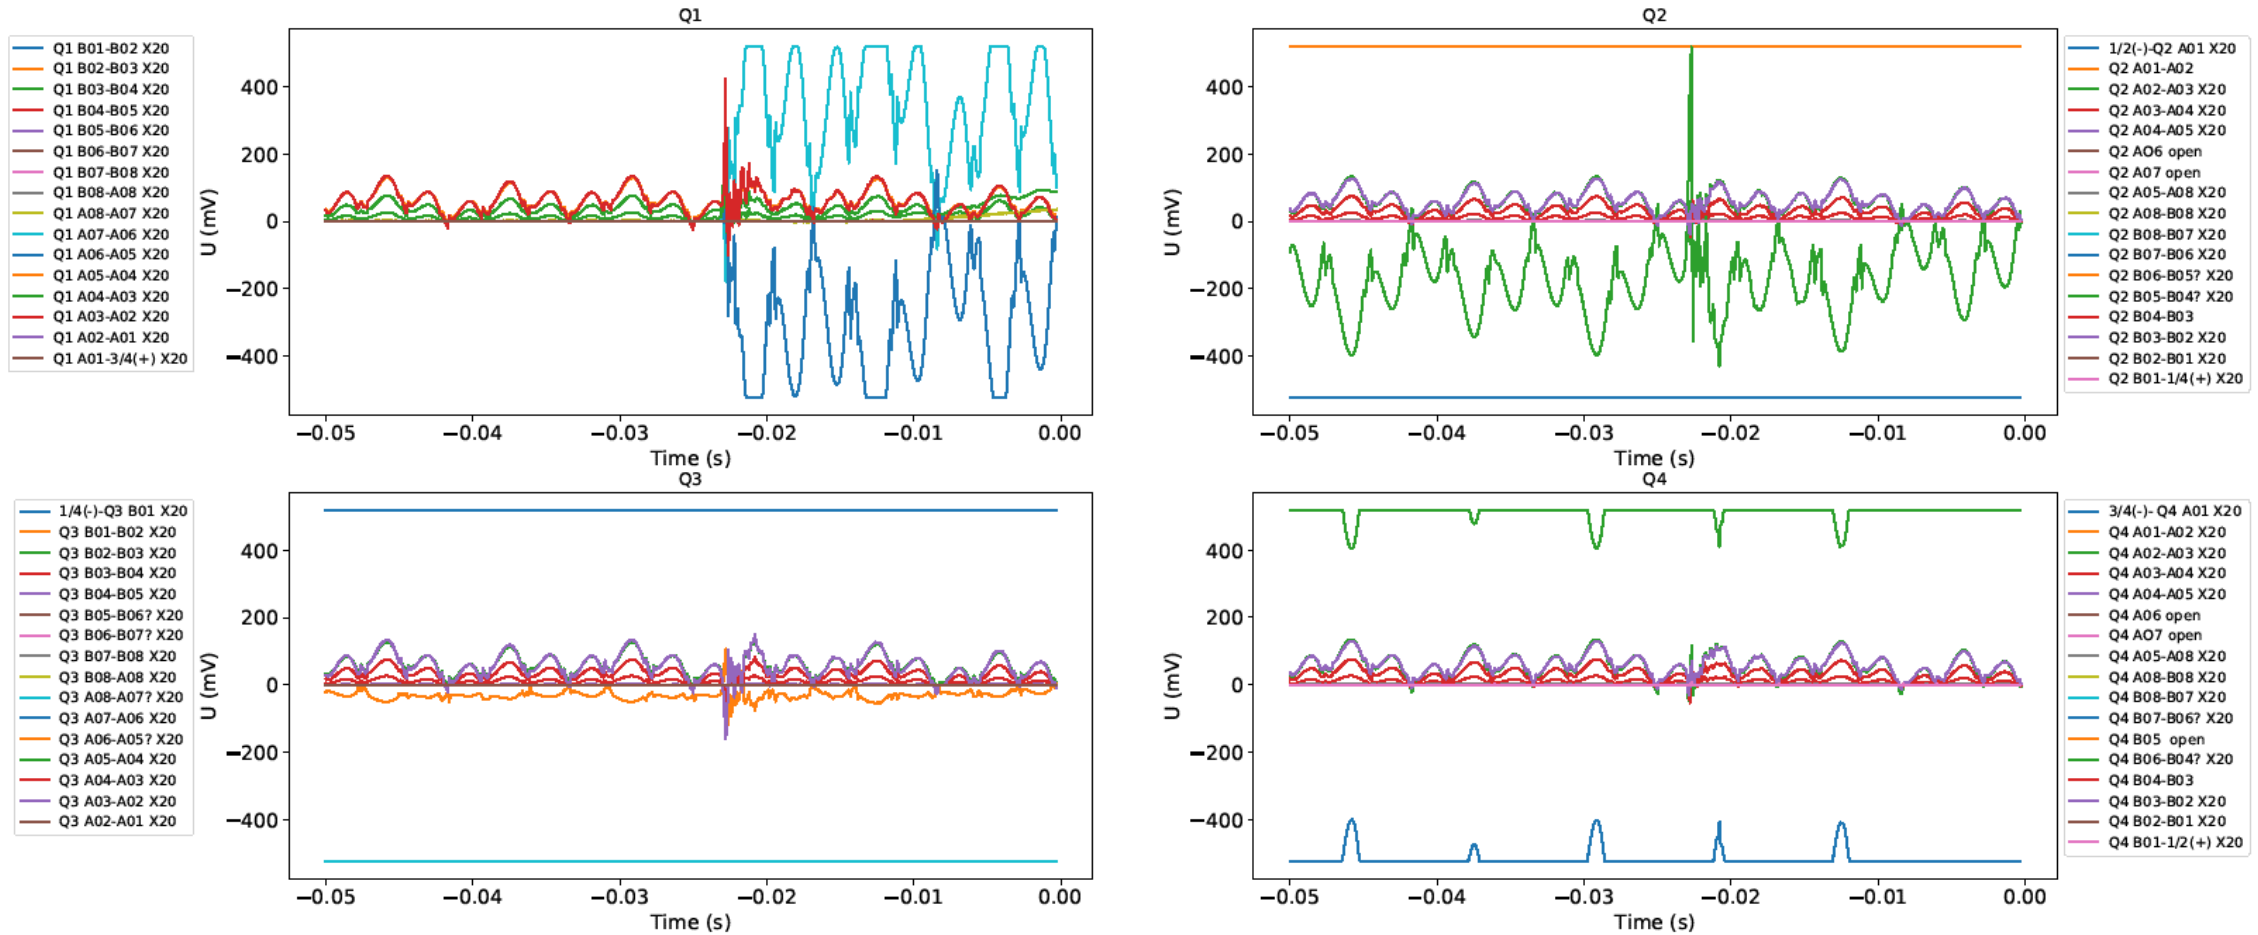 Q1
Q1 B01-B02 X20
Q1 B02-B03 X20
Q1 B03-B04 X20
Q1 B04-B05 X20
Q1 B05-B06 X20
Q1 B06-B07 X20
Q1 B07-B08 X20
Q1 B08-A08 X20
Q1 A08-A07 X20
Q1 A07-A06 X20
Q1 A06-A05 X20
Q1 A05-A04 X20
Q1 A04-A03 X20
Q1 A03-A02 X20
Q1 A02-A01 X20
Q1 A01-3/4(+) X20
U (mV)
400
200
0
−200
−400
−0.05 −0.04 −0.03 −0.02 −0.01 0.00
Time (s)
Q2
U (mV)
400
200
0
−200
−400
−0.05 −0.04 −0.03 −0.02 −0.01 0.00
Time (s)
1/2(-)-Q2 A01 X20
Q2 A01-A02
Q2 A02-A03 X20
Q2 A03-A04 X20
Q2 A04-A05 X20
Q2 AO6 open
Q2 A07 open
Q2 A05-A08 X20
Q2 A08-B08 X20
Q2 B08-B07 X20
Q2 B07-B06 X20
Q2 B06-B05? X20
Q2 B05-B04? X20
Q2 B04-B03
Q2 B03-B02 X20
Q2 B02-B01 X20
Q2 B01-1/4(+) X20
Q3
1/4(-)-Q3 B01 X20
Q3 B01-B02 X20
Q3 B02-B03 X20
Q3 B03-B04 X20
Q3 B04-B05 X20
Q3 B05-B06? X20
Q3 B06-B07? X20
Q3 B07-B08 X20
Q3 B08-A08 X20
Q3 A08-A07? X20
Q3 A07-A06 X20
Q3 A06-A05? X20
Q3 A05-A04 X20
Q3 A04-A03 X20
Q3 A03-A02 X20
Q3 A02-A01 X20
U (mV)
400
200
0
−200
−400
−0.05 −0.04 −0.03 −0.02 −0.01 0.00
Time (s)
Q4
U (mV)
400
200
0
−200
−400
−0.05 −0.04 −0.03 −0.02 −0.01 0.00
Time (s)
3/4(-)- Q4 A01 X20
Q4 A01-A02 X20
Q4 A02-A03 X20
Q4 A03-A04 X20
Q4 A04-A05 X20
Q4 A06 open
Q4 AO7 open
Q4 A05-A08 X20
Q4 A08-B08 X20
Q4 B08-B07 X20
Q4 B07-B06? X20
Q4 B05  open
Q4 B06-B04? X20
Q4 B04-B03
Q4 B03-B02 X20
Q4 B02-B01 X20
Q4 B01-1/2(+) X20